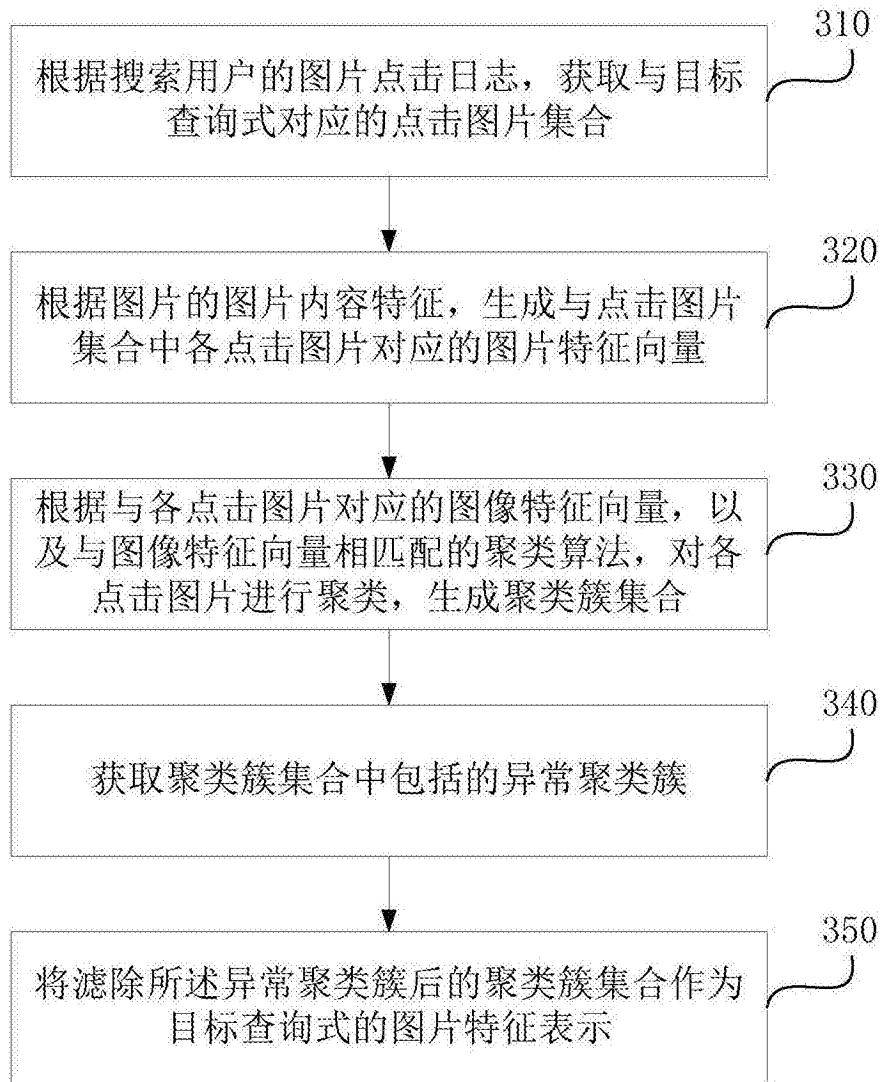 310
根据搜索用户的图片点击日志，获取与目标
查询式对应的点击图片集合
320
根据图片的图片内容特征，生成与点击图片
集合中各点击图片对应的图片特征向量
330
根据与各点击图片对应的图像特征向量，以
及与图像特征向量相匹配的聚类算法，对各
点击图片进行聚类，生成聚类簇集合
340
获取聚类簇集合中包括的异常聚类簇
350
将滤除所述异常聚类簇后的聚类簇集合作为
目标查询式的图片特征表示